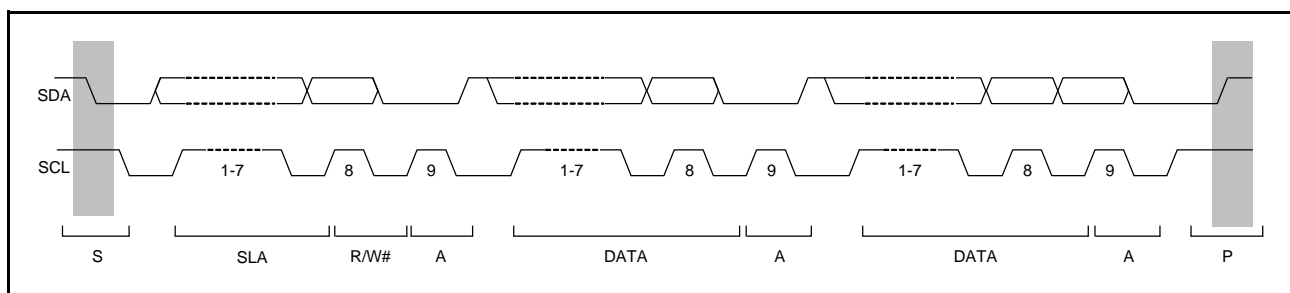 SDA
SCL
1-7 8 9 1-7 8 9 1-7 8 9
S SLA R/W# A DATA A DATA A P